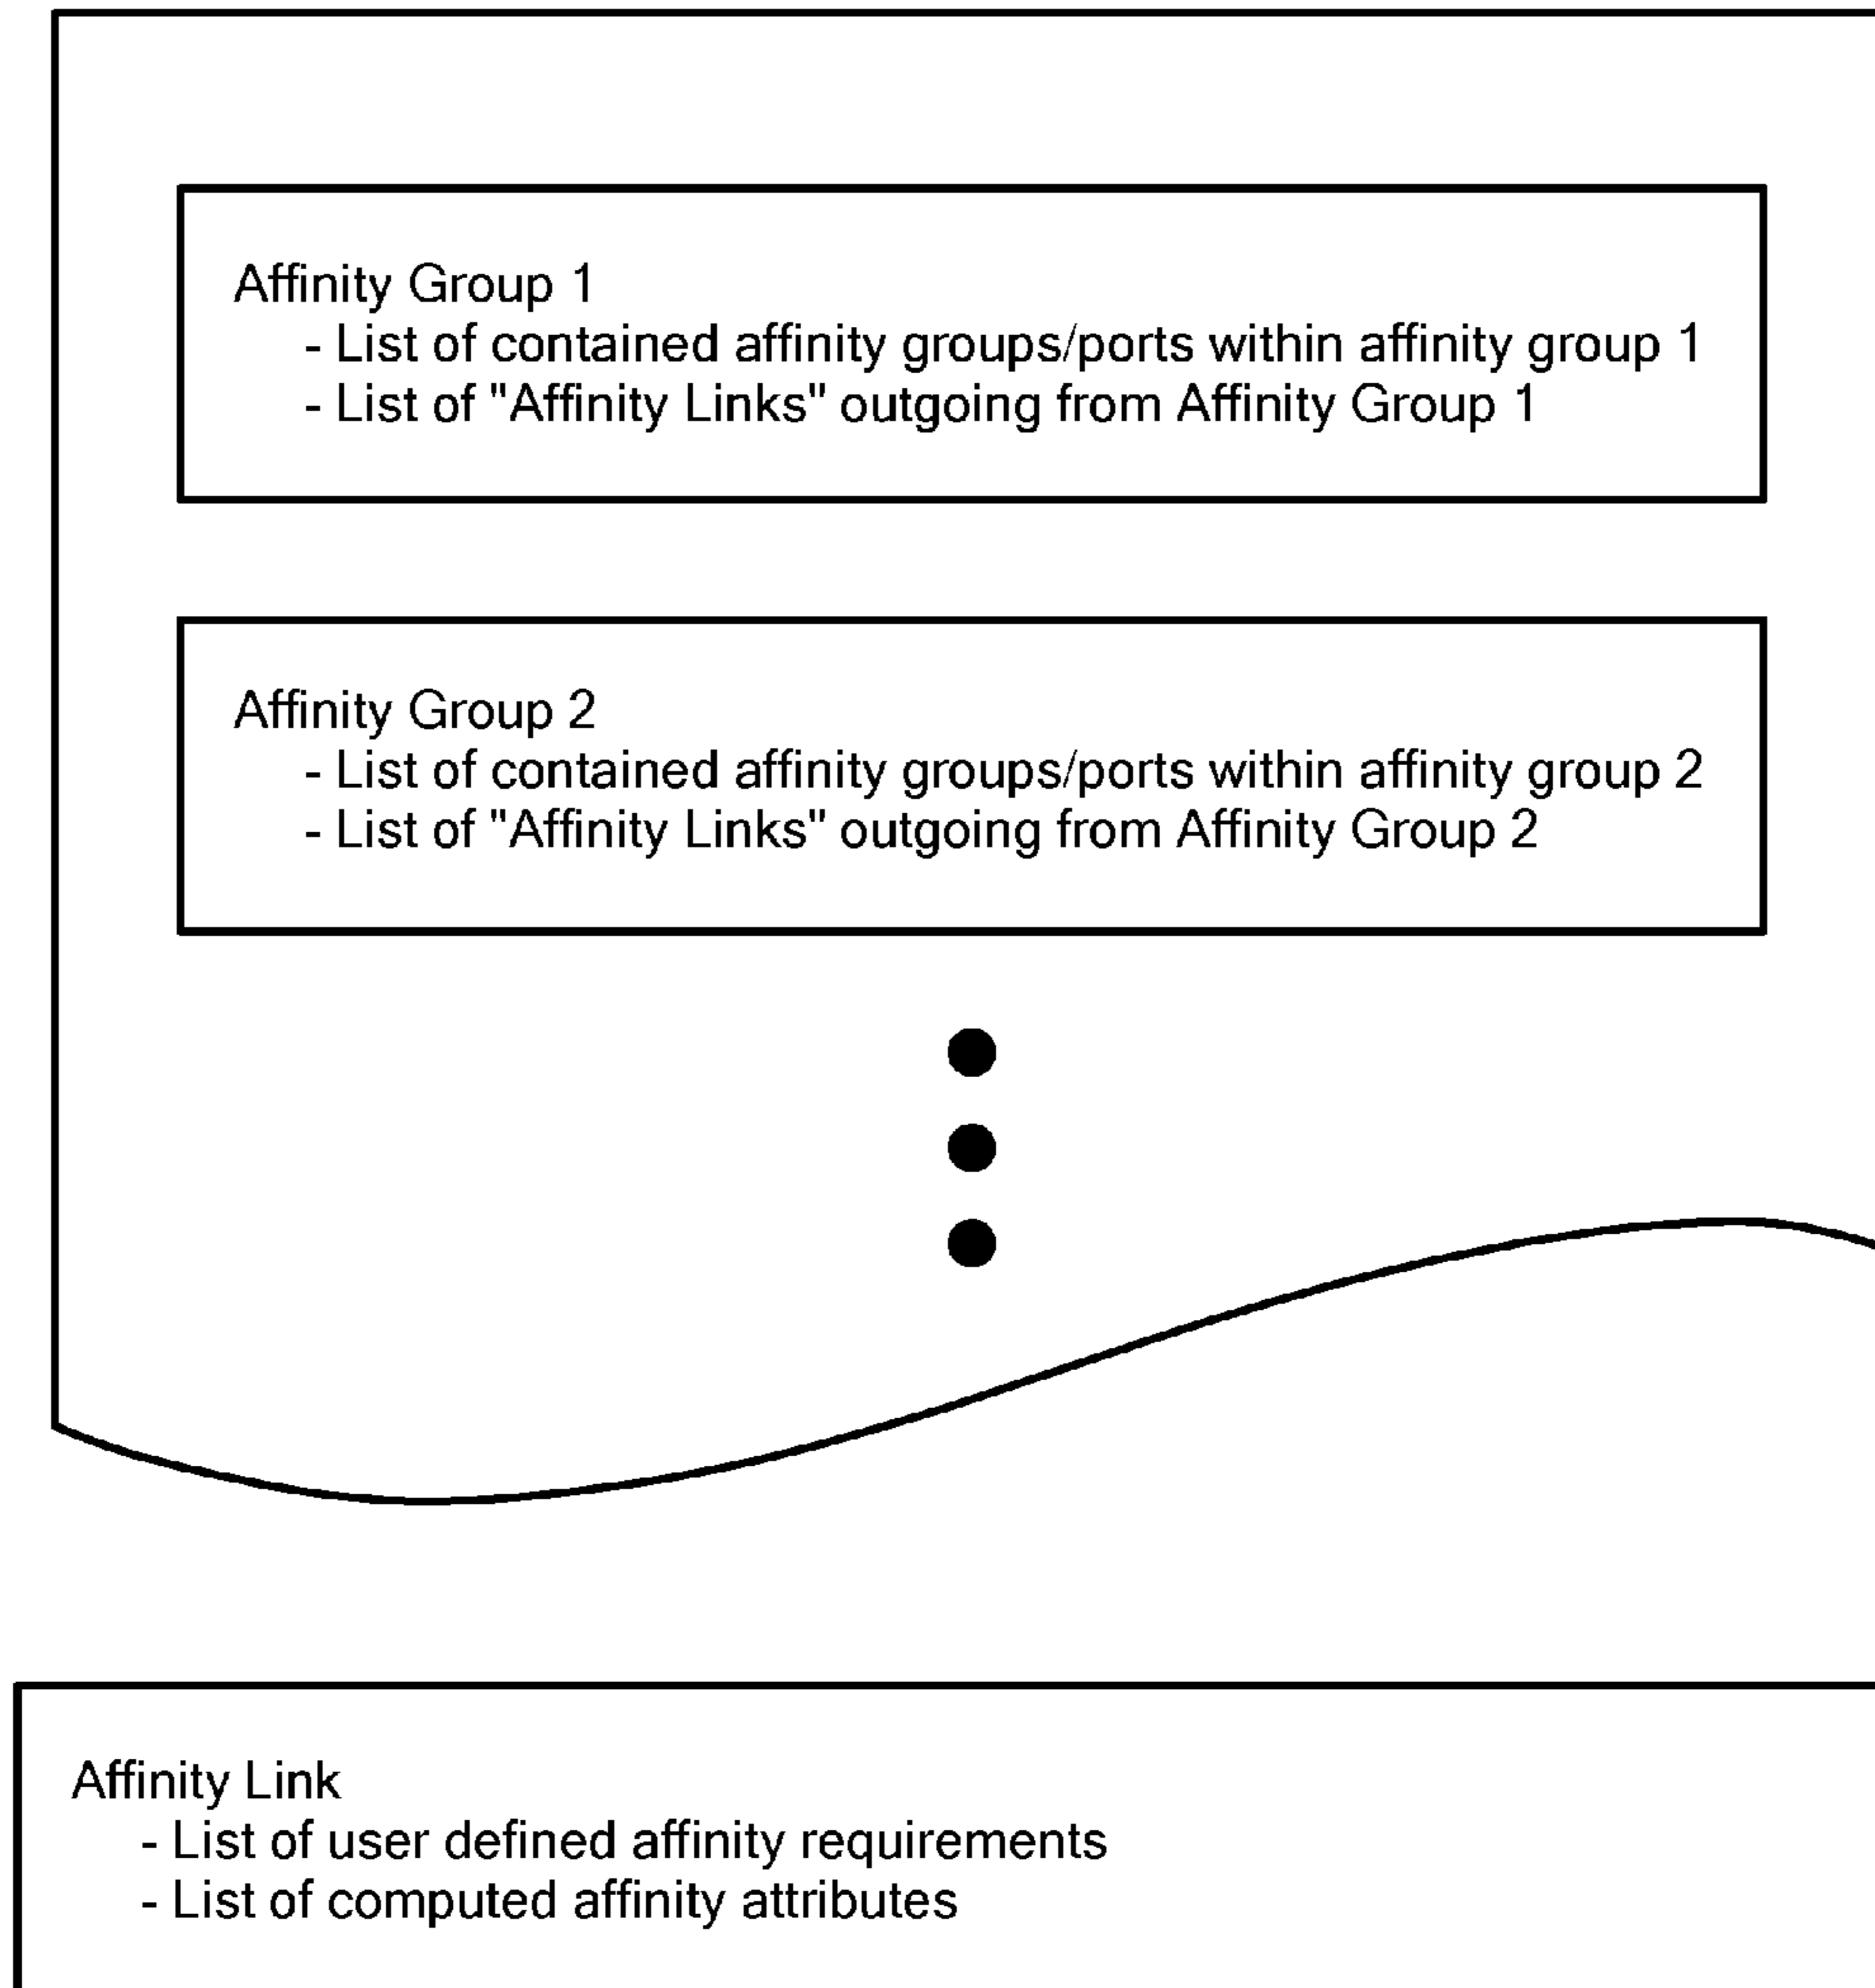 Affinity Group 1
- List of contained affinity groups/ports within affinity group 1
- List of "Affinity Links" outgoing from Affinity Group 1
Affinity Group 2
- List of contained affinity groups/ports within affinity group 2
- List of "Affinity Links" outgoing from Affinity Group 2
Affinity Link
- List of user defined affinity requirements
- List of computed affinity attributes